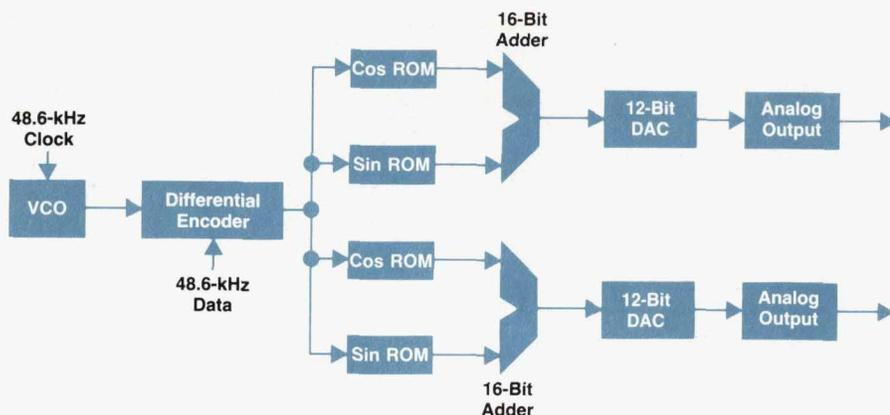 16-Bit
Adder
Cos ROM
48.6-kHz
Clock
12-Bit
DAC
Analog
Output
Sin ROM
VCO
Differential
Encoder
Cos ROM
48.6-kHz
Data
12-Bit
DAC
Analog
Output
Sin ROM
16-Bit
Adder